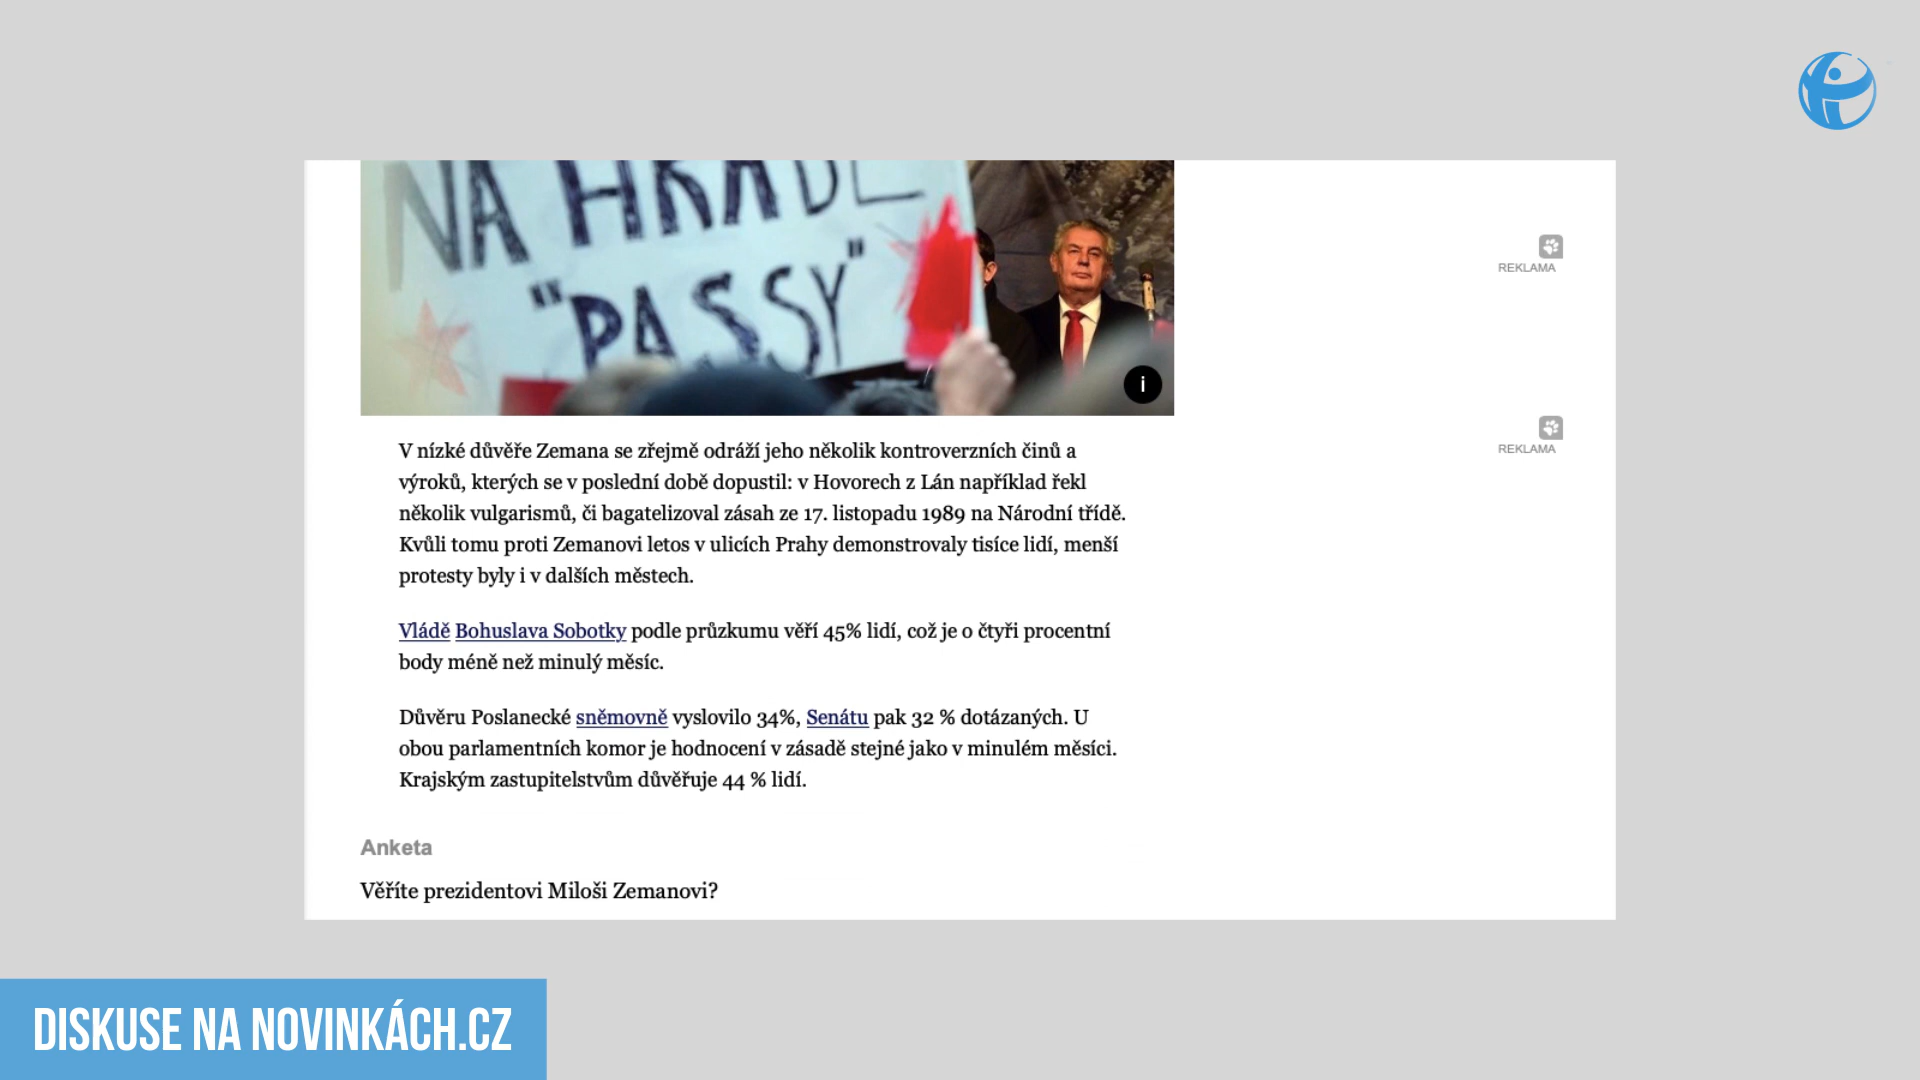 NA HRADĚ
"PASSY"
i
REKLAMA
REKLAMA
V nízké důvěře Zemana se zřejmě odráží jeho několik kontroverzních činů a
výroků, kterých se v poslední době dopustil: v Hovorech z Lán například řekl
několik vulgarismů, či bagatelizoval zásah ze 17. listopadu 1989 na Národní třídě.
Kvůli tomu proti Zemanovi letos v ulicích Prahy demonstrovaly tisíce lidí, menší
protesty byly i v dalších městech.
Vládě Bohuslava Sobotky podle průzkumu věří 45% lidí, což je o čtyři procentní
body méně než minulý měsíc.
Důvěru Poslanecké sněmovně vyslovilo 34%, Senátu pak 32 % dotázaných. U
obou parlamentních komor je hodnocení v zásadě stejné jako v minulém měsíci.
Krajským zastupitelstvům důvěřuje 44 % lidí.
Anketa
Věříte prezidentovi Miloši Zemanovi?
DISKUSE NA NOVINKÁCH.CZ